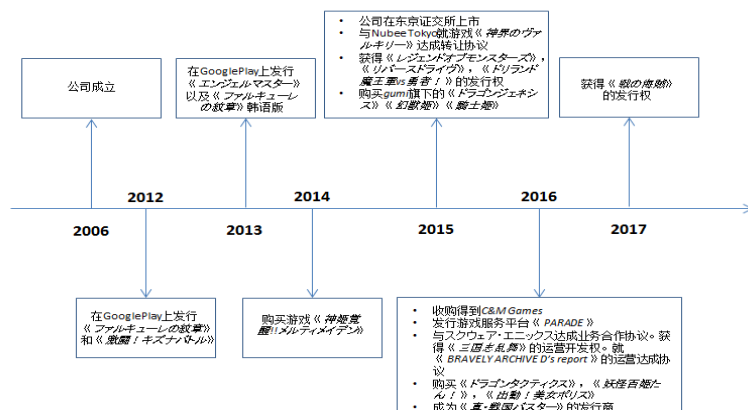 公司成立
在GooglePlay上发行
《エンジェルマスター》
以及《ファルキューレ
の紋章》韩语版
• 公司在东京证交所上市
• 与Nubee Tokyo就游戏《神界のヴァ
ルキリー》达成转让协议
• 获得《レジェンドオブモンスターズ》，
《リバースドライヴ》，《ドリランド
魔王軍vs勇者！》的发行权
• 购买gumi旗下的《ドラゴンジェネシ
ス》《幻獣姫》《騎士姫》
获得《戦の海賊》
的发行权
2012
2014
2016
2006
2013
2015
2017
在GooglePlay上发行
《ファルキューレの紋章》
和《激闘！キズナバトル》
购买游戏《神姫覚
醒!!メルティメイデン》
• 收购得到C&M Games
• 发行游戏服务平台《 PARADE 》
• 与スクウェア・エニックス达成业务合作协议。获
得《三国志乱舞》的运营开发权。就
《 BRAVELY ARCHIVE D's report 》的运营达成协
议
• 购买《ドラゴンタクティクス》，《妖怪百姫た
ん！》，《出動！美女ポリス》
• 成为《真・戦国バスター》的发行商